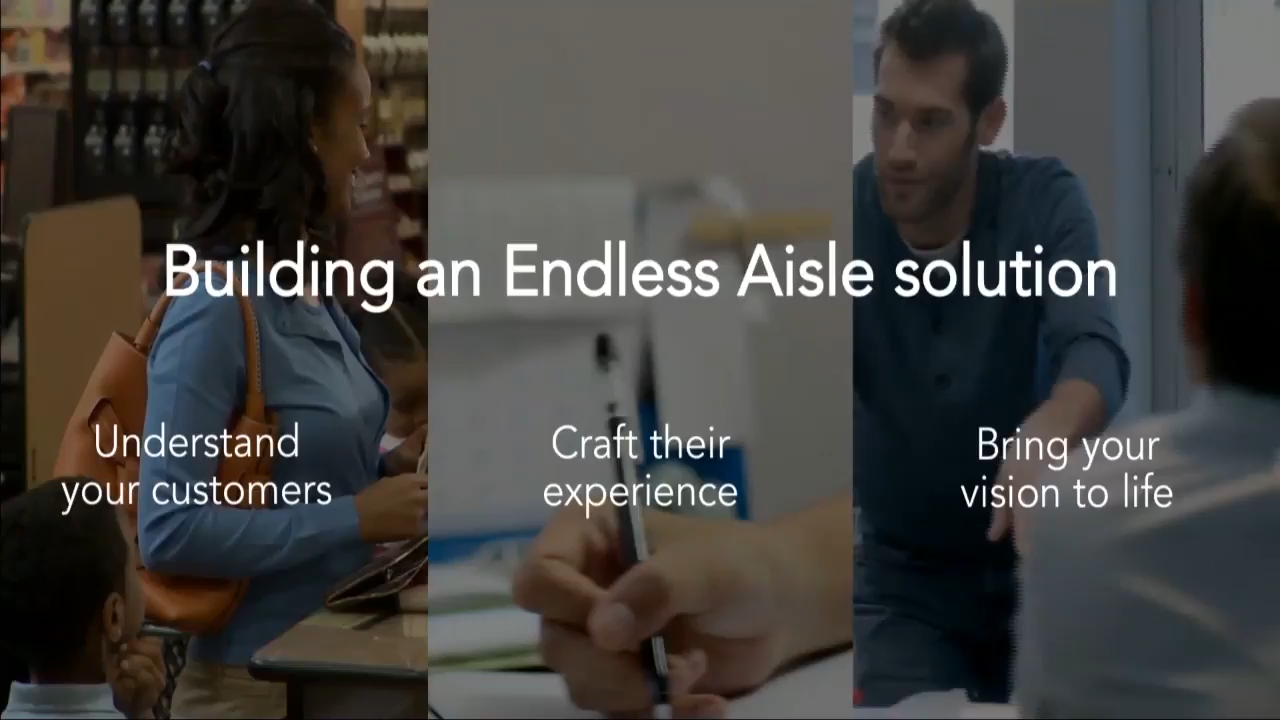 Building an Endless Aisle solution
Understand
your customers
Craft their
experience
Bring your
vision to life